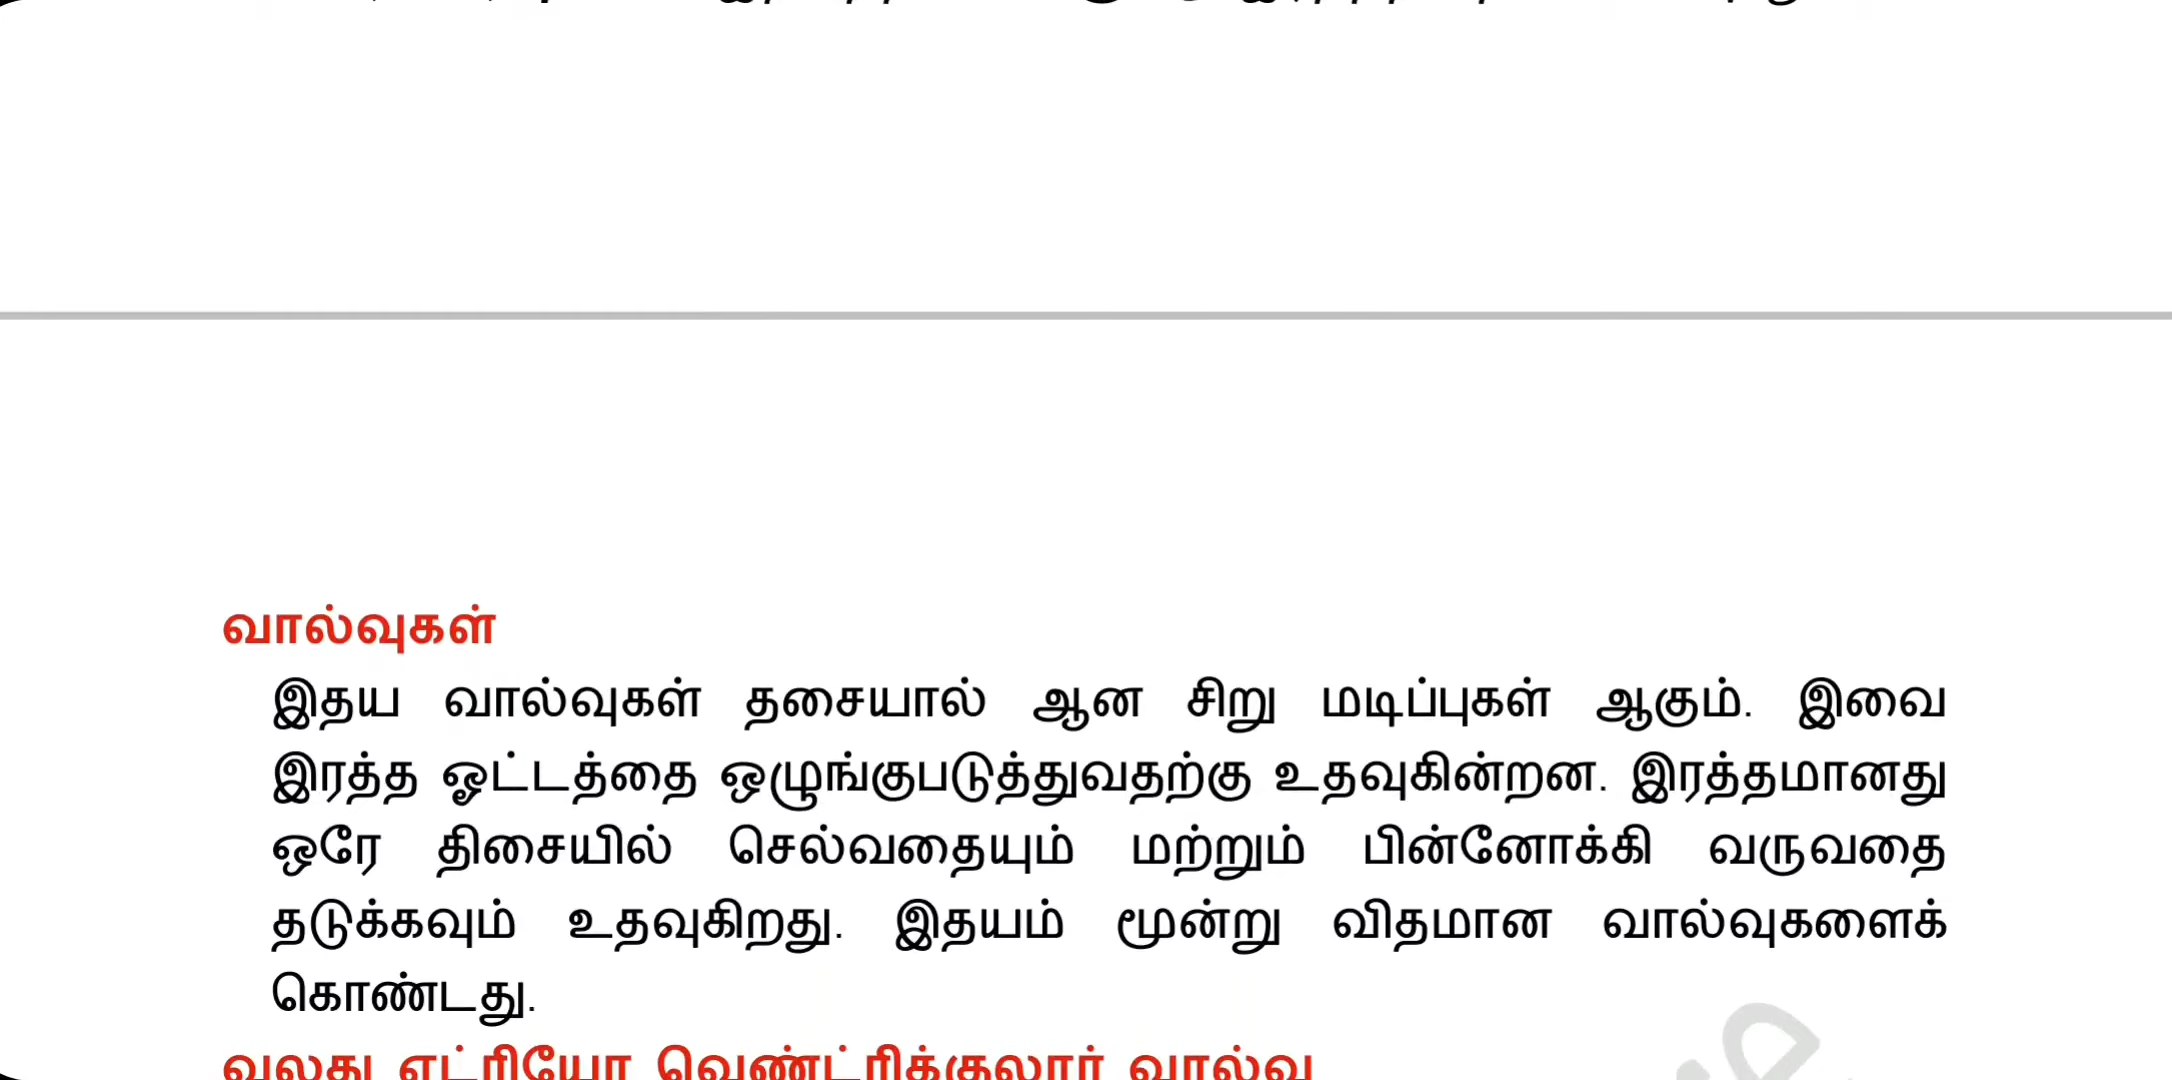 வால்வுகள்
இதய வால்வுகள் தசையால் ஆன சிறு மடிப்புகள் ஆகும். இவை
இரத்த ஓட்டத்தை ஒழுங்குபடுத்துவதற்கு உதவுகின்றன. இரத்தமானது
ஒரே திசையில் செல்வதையும் மற்றும் பின்னோக்கி வருவதை
தடுக்கவும் உதவுகிறது. இதயம் மூன்று விதமான வால்வுகளைக்
கொண்டது.
வலது ஏட்ரியோ வெண்ட்ரிக்குலார் வால்வு